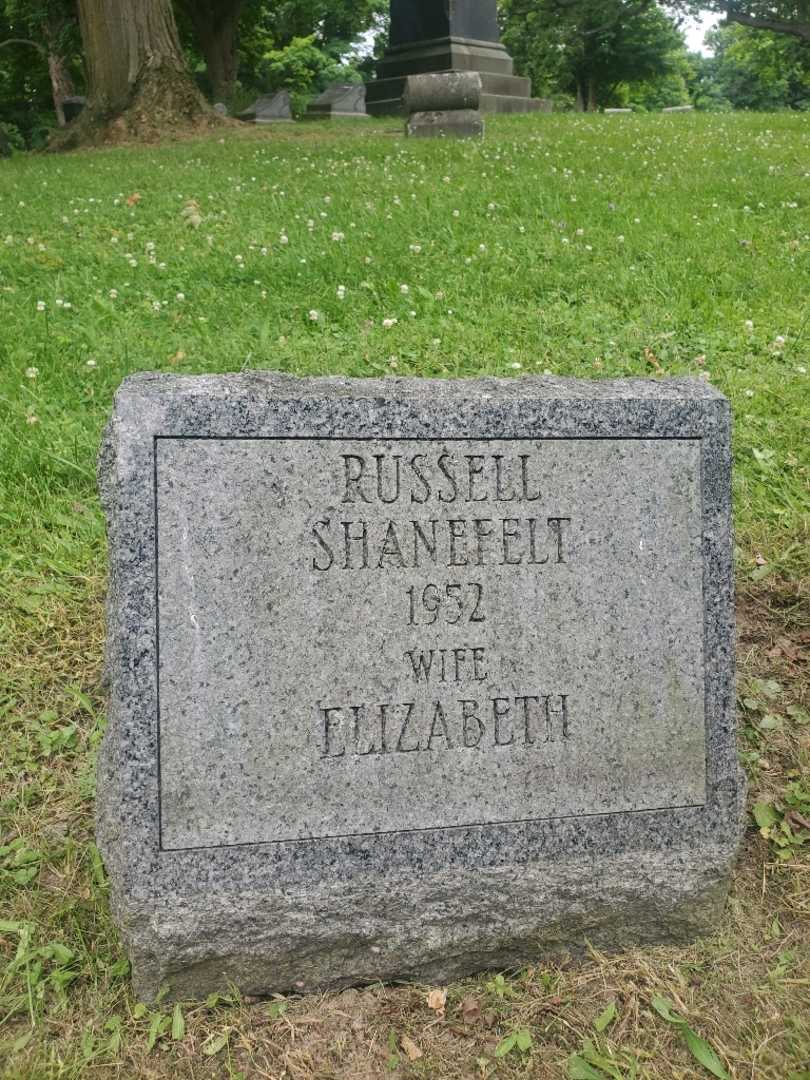 RUSSELL
SHANEFELT
1952
WIFE
ELIZABETH